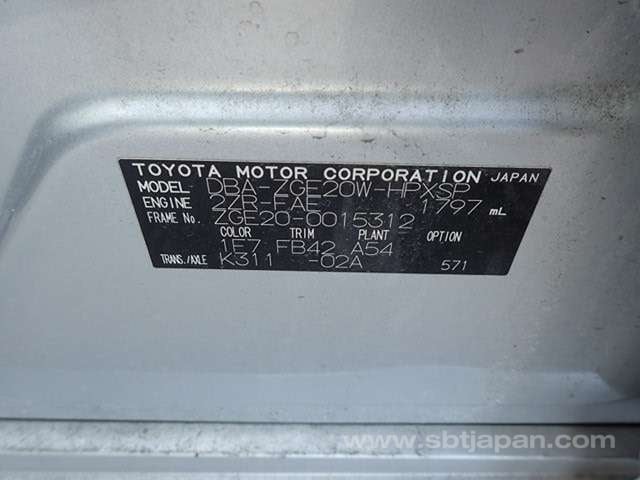 TOYOTA MOTOR CORPORATION JAPAN
MODEL DBA-ZGE20W-HPXSP
ENGINE 2ZR-FAE 1797 mL
FRAME No. ZGE20-0015312
COLOR TRIM PLANT OPTION
1E7 FB42 A54
TRANS./AXLE K311 -02A 571
www.sbtjapan.com